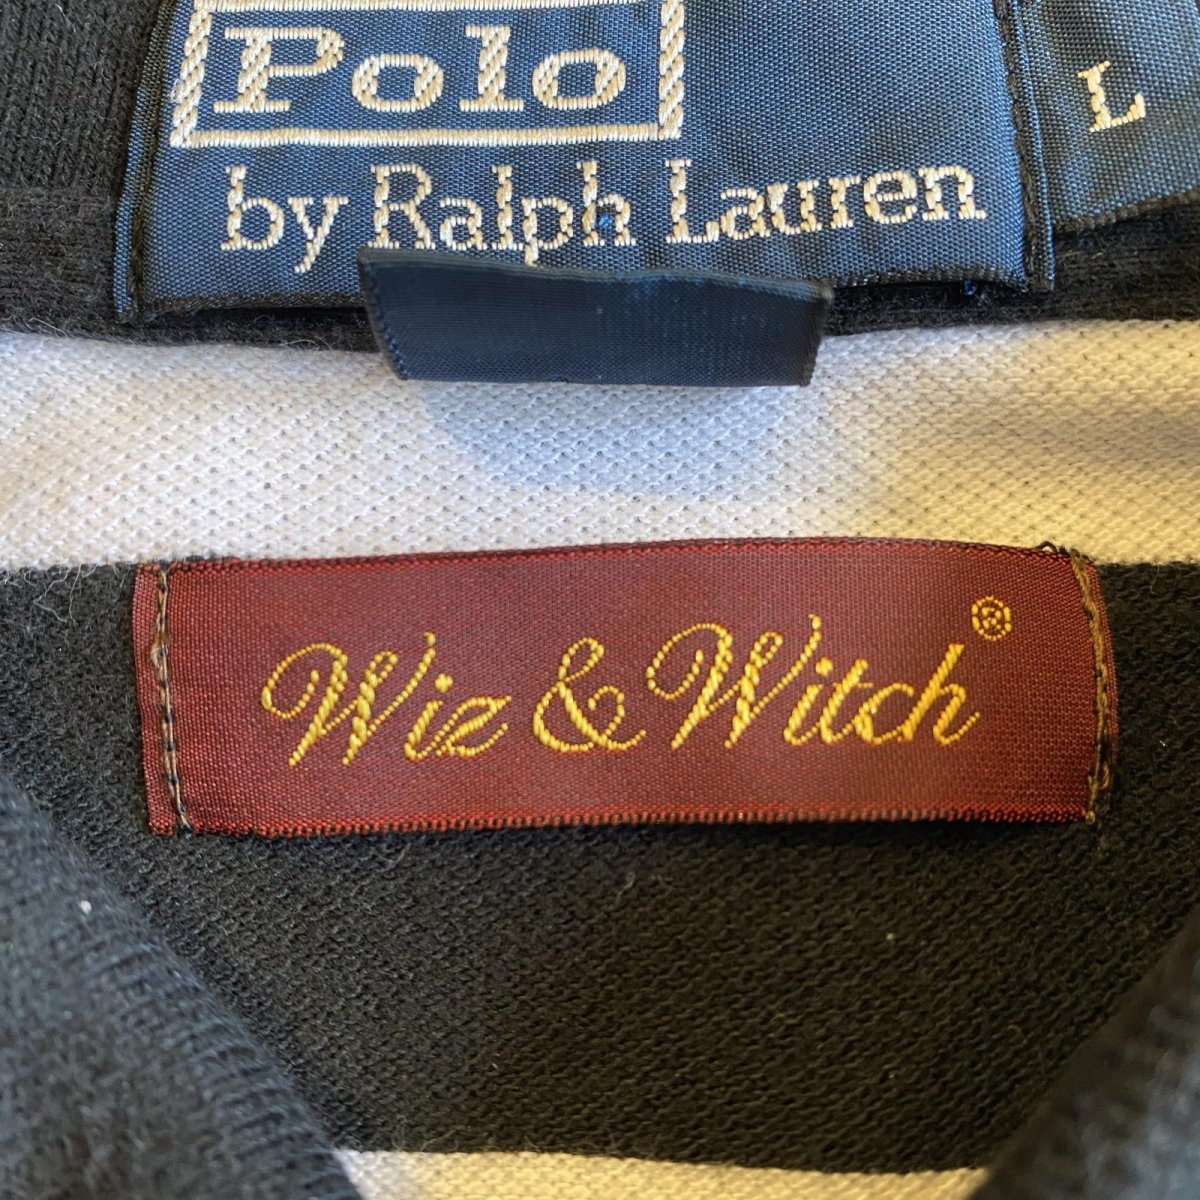 Polo
L
by Ralph Lauren
Wiz & Witch®